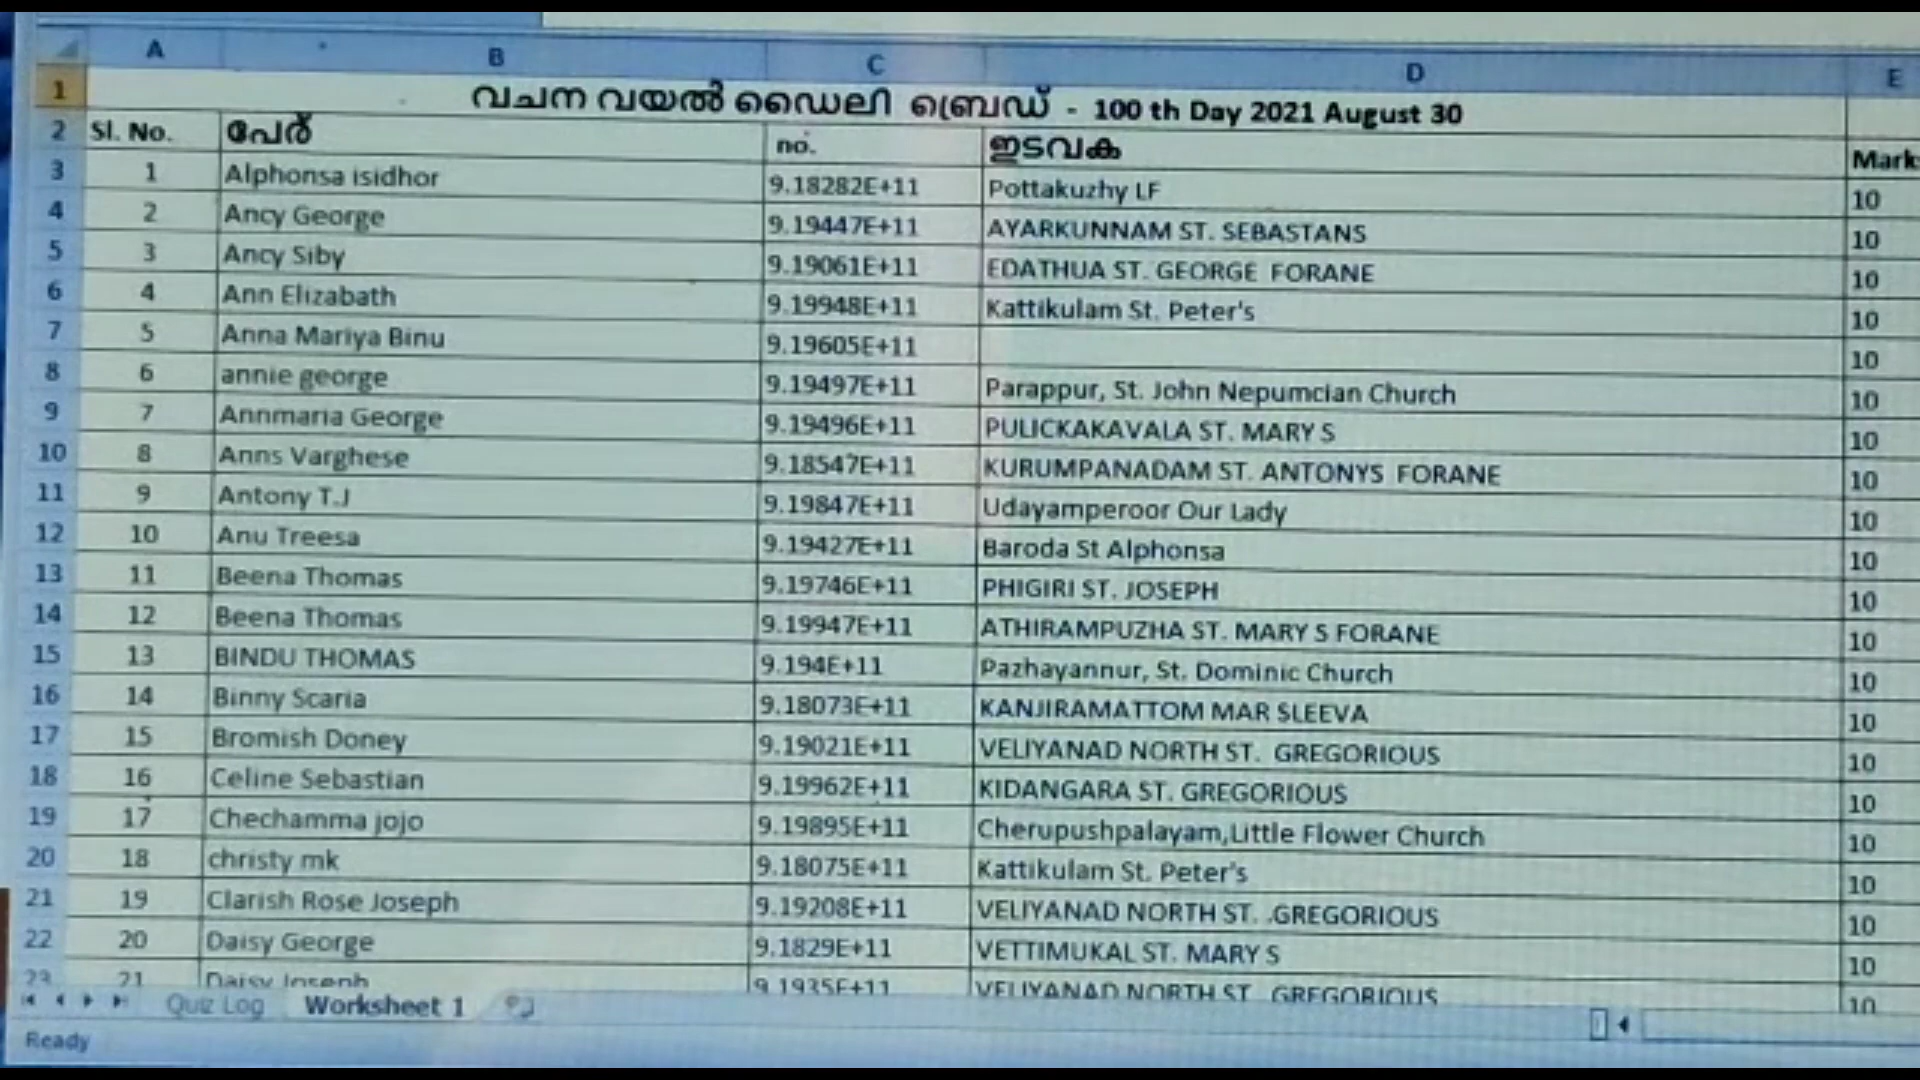 A B C D E
1 വചന വയൽ ഡൈലി ബ്രെഡ് - 100 th Day 2021 August 30
2 Sl. No. പേര് no. ഇടവക Mark
3 1 Alphonsa isidhor 9.18282E+11 Pottakuzhy LF 10
4 2 Ancy George 9.19447E+11 AYARKUNNAM ST. SEBASTANS 10
5 3 Ancy Siby 9.19061E+11 EDATHUA ST. GEORGE FORANE 10
6 4 Ann Elizabath 9.19948E+11 Kattikulam St. Peter's 10
7 5 Anna Mariya Binu 9.19605E+11 10
8 6 annie george 9.19497E+11 Parappur, St. John Nepumcian Church 10
9 7 Annmaria George 9.19496E+11 PULICKAKAVALA ST. MARY S 10
10 8 Anns Varghese 9.18547E+11 KURUMPANADAM ST. ANTONYS FORANE 10
11 9 Antony T.J 9.19847E+11 Udayamperoor Our Lady 10
12 10 Anu Treesa 9.19427E+11 Baroda St Alphonsa 10
13 11 Beena Thomas 9.19746E+11 PHIGIRI ST. JOSEPH 10
14 12 Beena Thomas 9.19947E+11 ATHIRAMPUZHA ST. MARY S FORANE 10
15 13 BINDU THOMAS 9.194E+11 Pazhayannur, St. Dominic Church 10
16 14 Binny Scaria 9.18073E+11 KANJIRAMATTOM MAR SLEEVA 10
17 15 Bromish Doney 9.19021E+11 VELIYANAD NORTH ST. GREGORIOUS 10
18 16 Celine Sebastian 9.19962E+11 KIDANGARA ST. GREGORIOUS 10
19 17 Chechamma jojo 9.19895E+11 Cherupushpalayam,Little Flower Church 10
20 18 christy mk 9.18075E+11 Kattikulam St. Peter's 10
21 19 Clarish Rose Joseph 9.19208E+11 VELIYANAD NORTH ST. .GREGORIOUS 10
22 20 Daisy George 9.1829E+11 VETTIMUKAL ST. MARY S 10
23 21 Daisy Joseph 9.1935E+11 VELIYANAD NORTH ST. GREGORIOUS 10
Quiz Log Worksheet 1
Ready